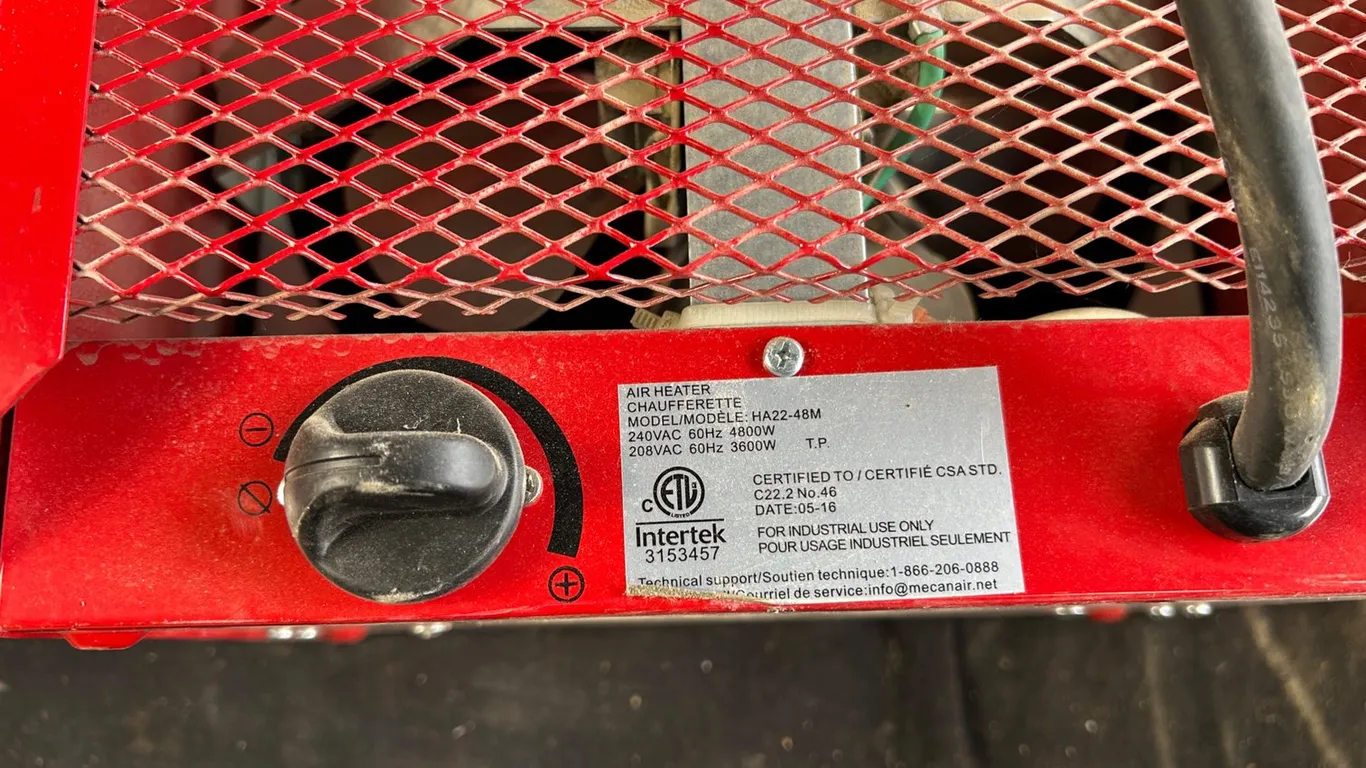 AIR HEATER
CHAUFFERETTE
MODEL/MODÈLE: HA22-48M
240VAC 60Hz 4800W
208VAC 60Hz 3600W T.P.
C ETL LISTED
Intertek
3153457
CERTIFIED TO / CERTIFIÉ CSA STD.
C22.2 No.46
DATE:05-16
FOR INDUSTRIAL USE ONLY
POUR USAGE INDUSTRIEL SEULEMENT
Technical support/Soutien technique:1-866-206-0888
Courriel de service:info@mecanair.net